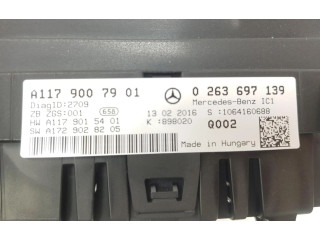 A117 900 79 01
0 263 697 139
DiagID:2709
Mercedes-Benz IC1
ZB ZGS:001
658
13 02 2016
S :1064160688
HW A117 901 54 01
K :898020
Q002
SW A172 902 82 05
Made in Hungary